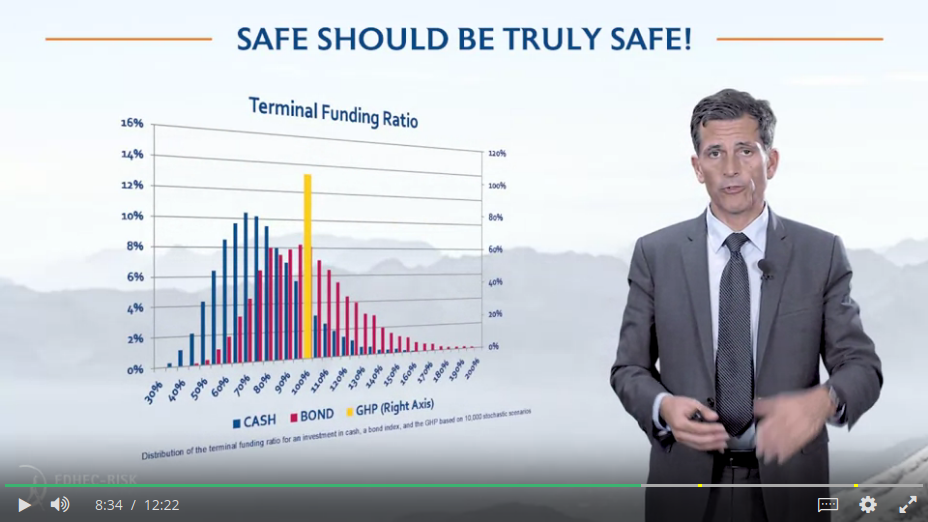 SAFE SHOULD BE TRULY SAFE!
Terminal Funding Ratio
16%
14%
12%
10%
8%
6%
4%
2%
0%
120%
100%
80%
60%
40%
20%
0%
30% 40% 50% 60% 70% 80% 90% 100% 110% 120% 130% 140% 150% 160% 170% 180% 190% 200%
CASH BOND GHP (Right Axis)
Distribution of the terminal funding ratio for an investment in cash, a bond index, and the GHP based on 10,000 stochastic scenarios
EDHEC-RISK
8:34 / 12:22